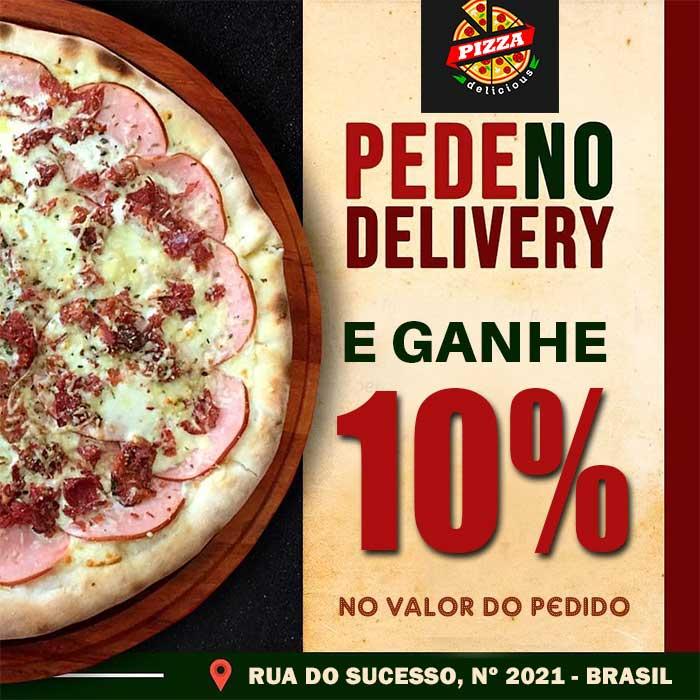 PIZZA
delicious
PEDENO
DELIVERY
E GANHE
10%
NO VALOR DO PEDIDO
RUA DO SUCESSO, Nº 2021 - BRASIL